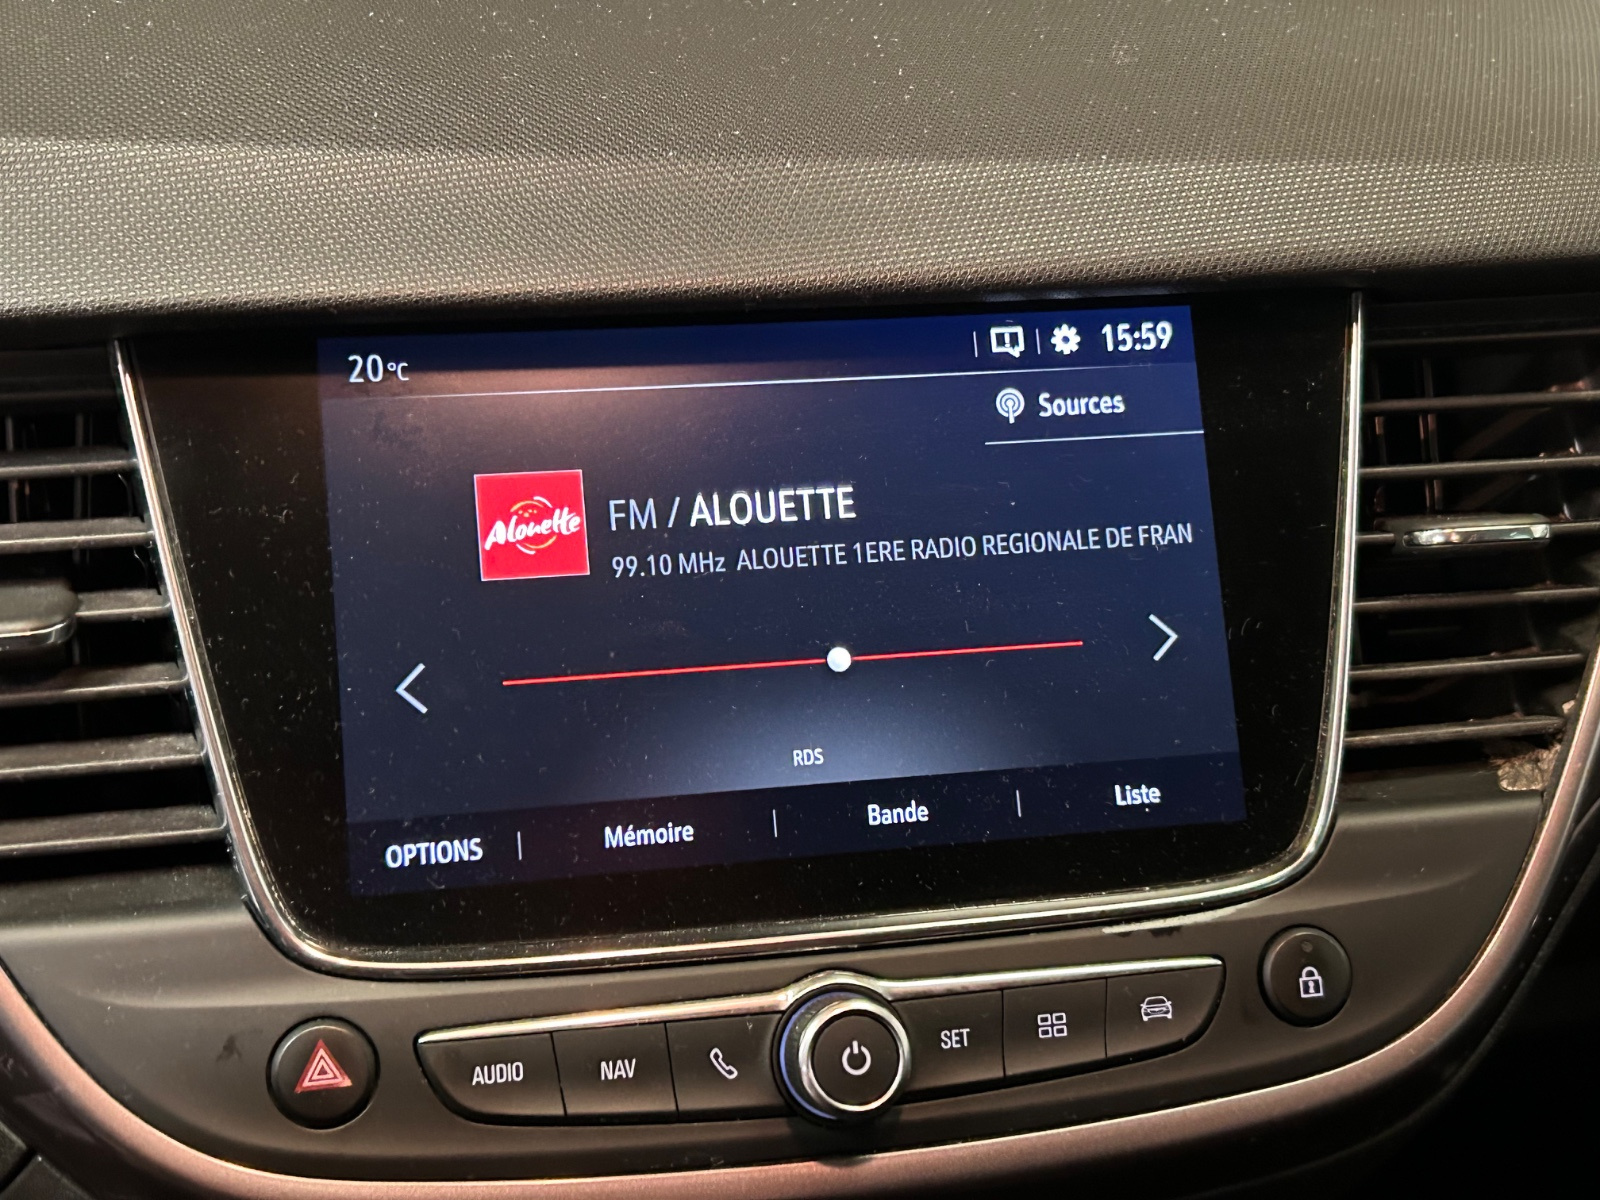 20°C
15:59
Sources
Alouette
FM / ALOUETTE
99.10 MHz ALOUETTE 1ERE RADIO REGIONALE DE FRAN
RDS
OPTIONS | Mémoire | Bande | Liste
AUDIO NAV SET